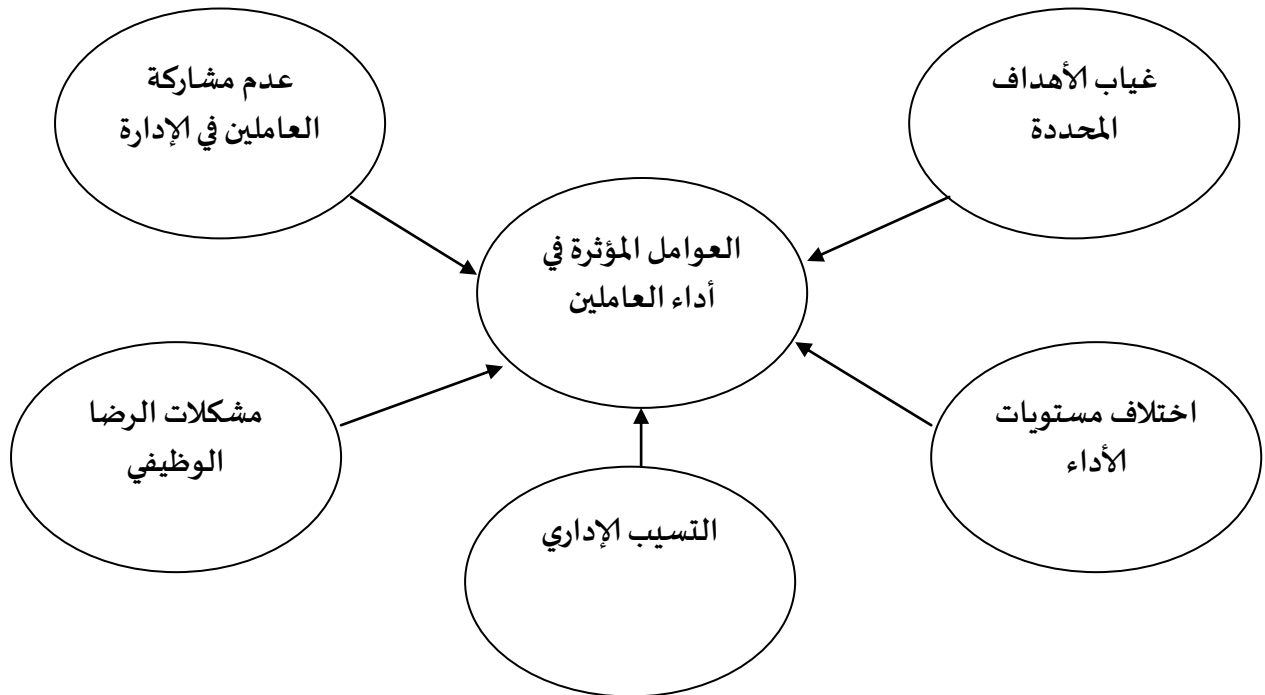 غياب الأهداف
المحددة
عدم مشاركة
العاملين في الإدارة
العوامل المؤثرة في
أداء العاملين
اختلاف مستويات
الأداء
مشكلات الرضا
الوظيفي
التسيب الإداري